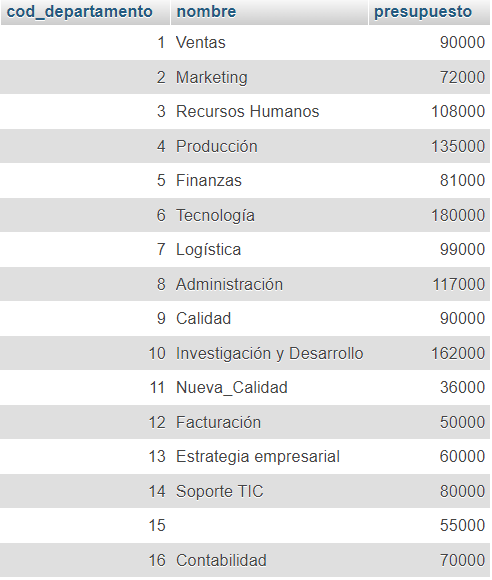 cod_departamento nombre presupuesto
1 Ventas 90000
2 Marketing 72000
3 Recursos Humanos 108000
4 Producción 135000
5 Finanzas 81000
6 Tecnología 180000
7 Logística 99000
8 Administración 117000
9 Calidad 90000
10 Investigación y Desarrollo 162000
11 Nueva_Calidad 36000
12 Facturación 50000
13 Estrategia empresarial 60000
14 Soporte TIC 80000
15 55000
16 Contabilidad 70000